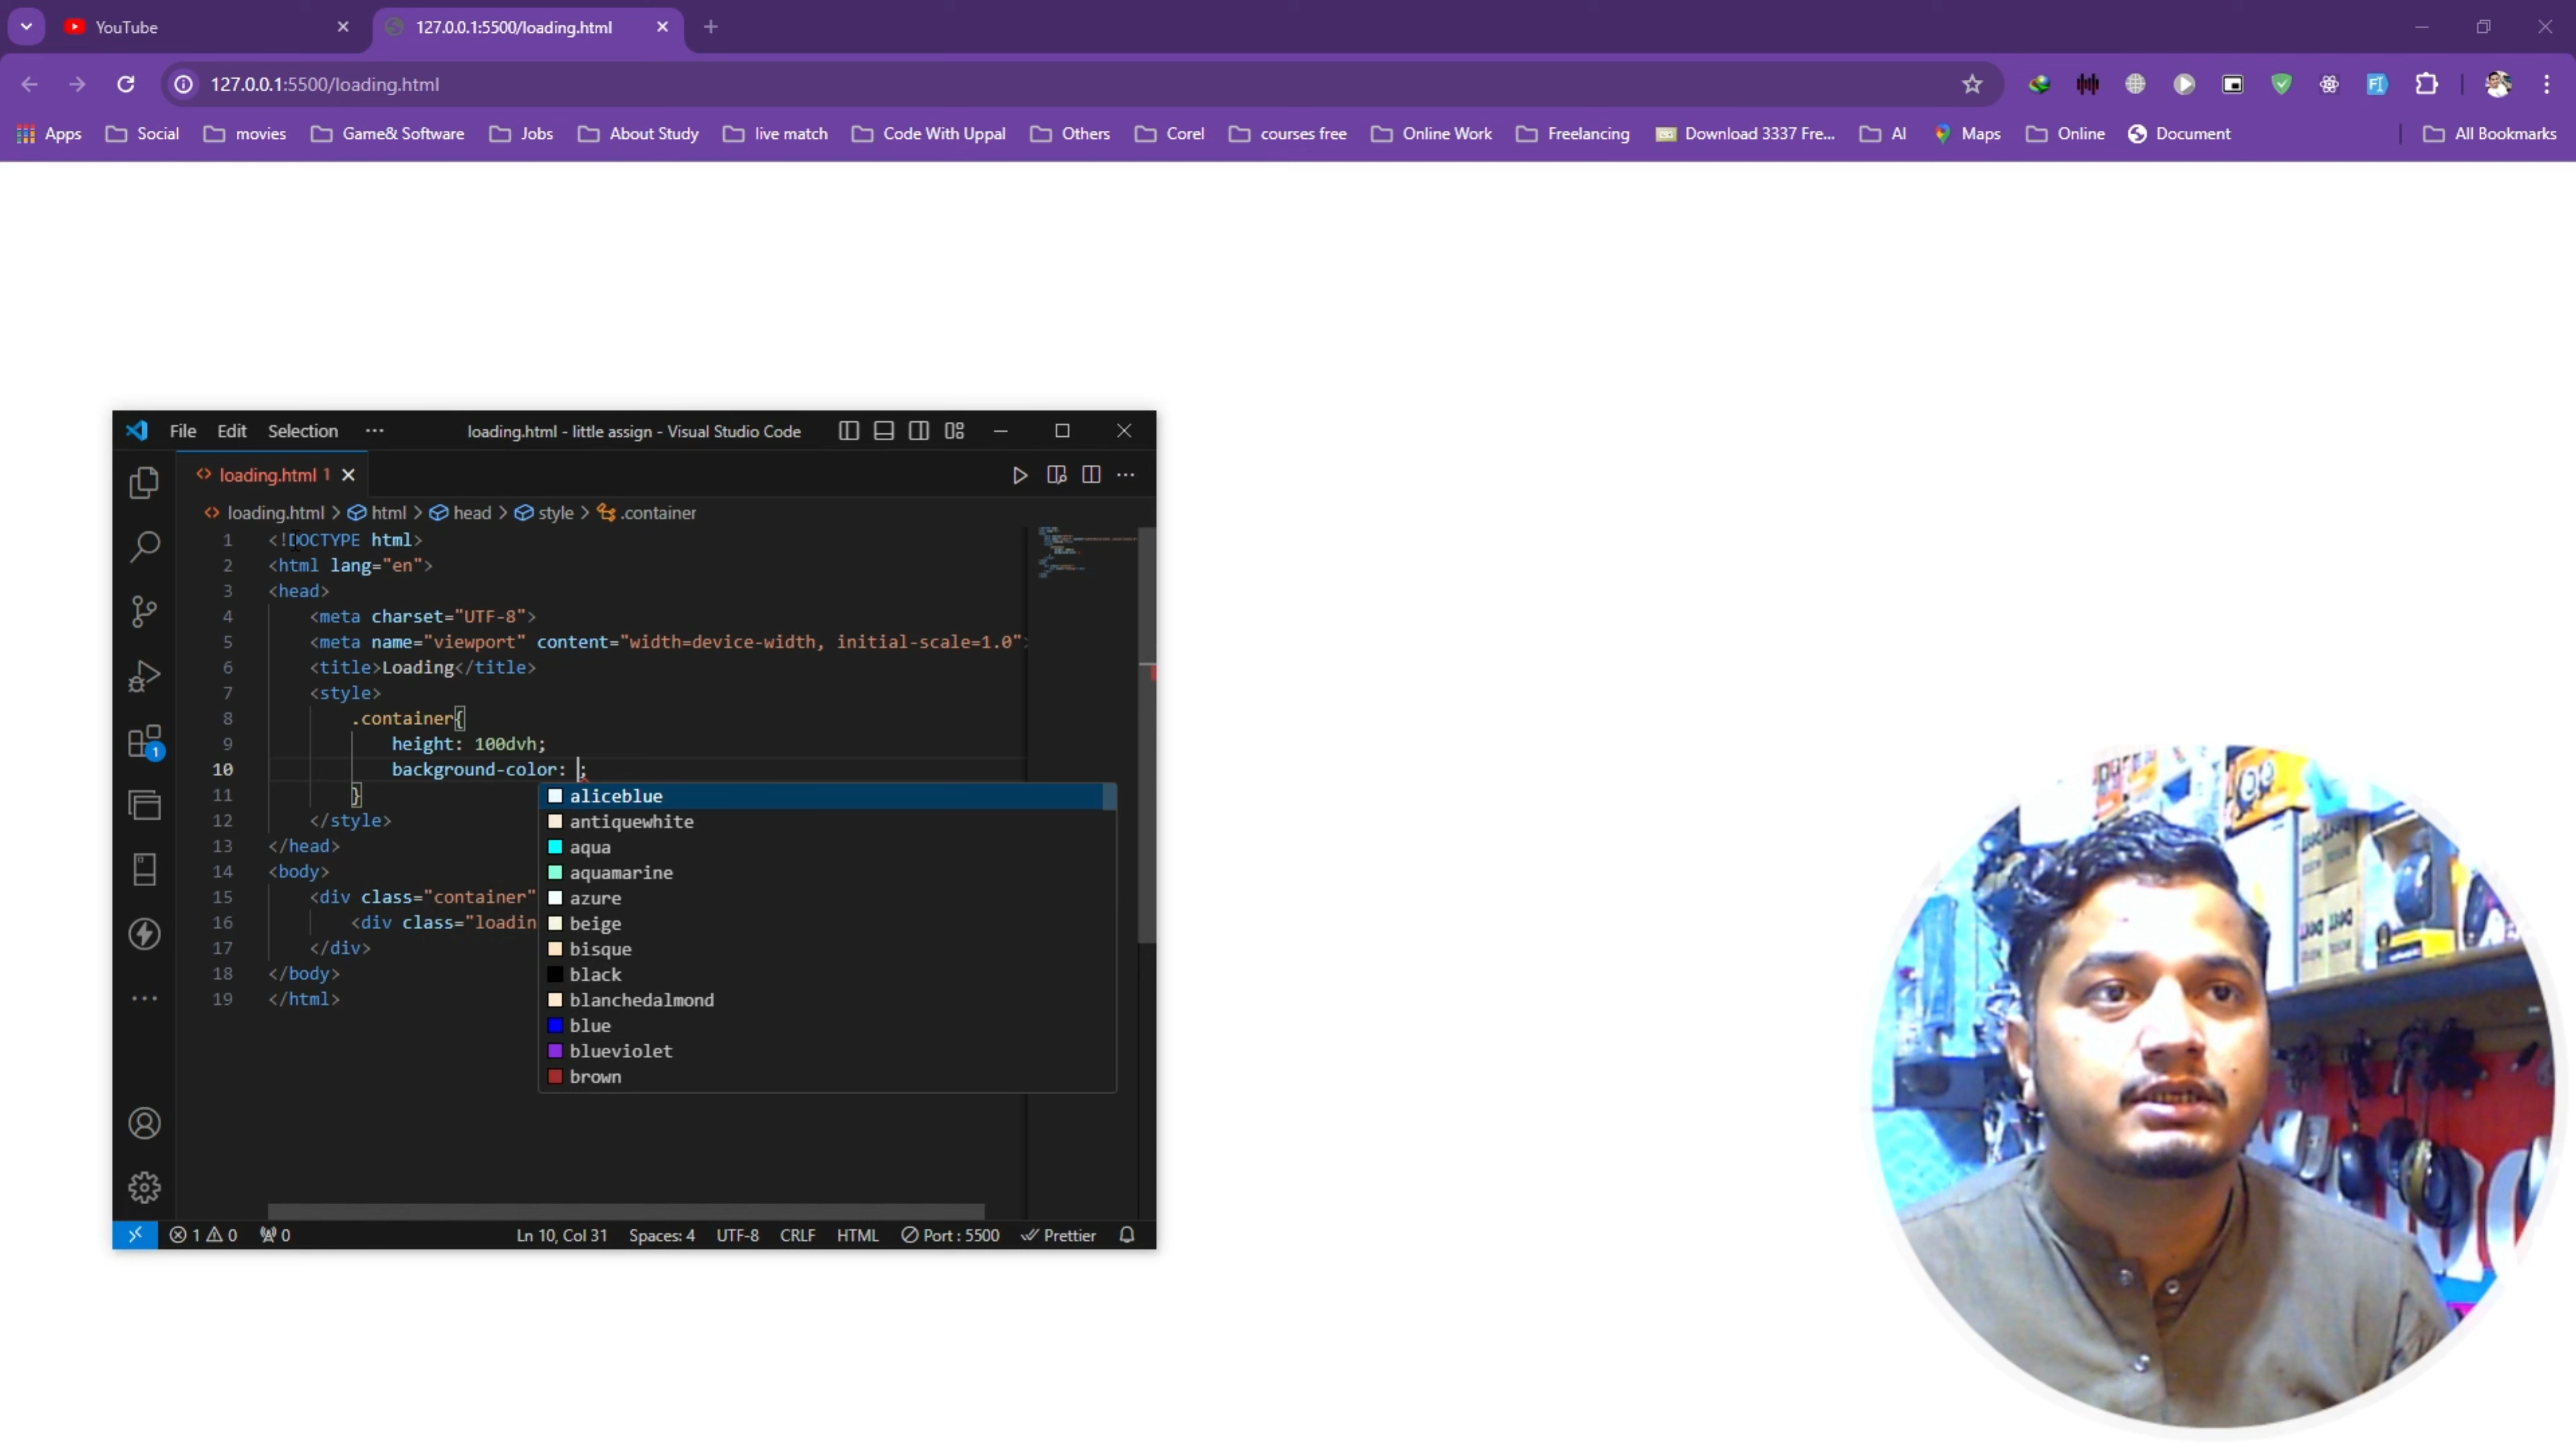 YouTube
127.0.0.1:5500/loading.html
127.0.0.1:5500/loading.html
Apps Social movies Game& Software Jobs About Study live match Code With Uppal Others Corel courses free Online Work Freelancing Download 3337 Fre... AI Maps Online Document All Bookmarks
File Edit Selection ··· loading.html - little assign - Visual Studio Code
loading.html 1
loading.html > html > head > style > .container
1 <!DOCTYPE html>
2 <html lang="en">
3 <head>
4 <meta charset="UTF-8">
5 <meta name="viewport" content="width=device-width, initial-scale=1.0">
6 <title>Loading</title>
7 <style>
8 .container{
9 height: 100dvh;
10 background-color: ;
11 }
12 </style>
13 </head>
14 <body>
15 <div class="container"
16 <div class="loadin
17 </div>
18 </body>
19 </html>
aliceblue
antiquewhite
aqua
aquamarine
azure
beige
bisque
black
blanchedalmond
blue
blueviolet
brown
1
1 0 0 Ln 10, Col 31 Spaces: 4 UTF-8 CRLF HTML Port : 5500 Prettier